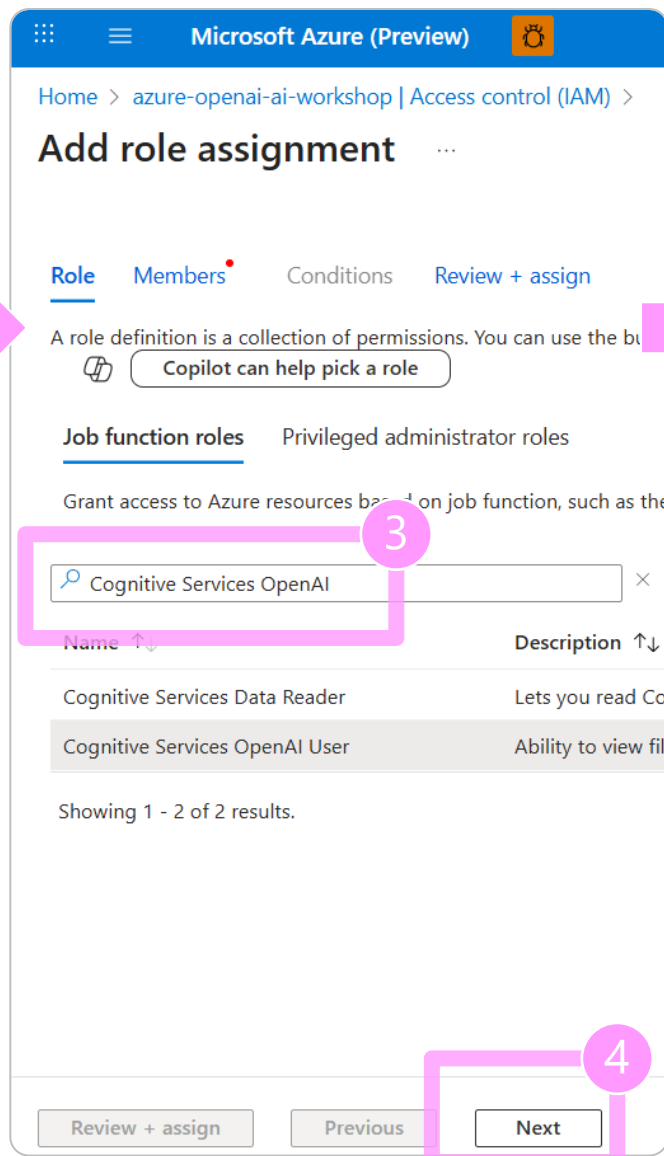 Microsoft Azure (Preview)
Home > azure-openai-ai-workshop | Access control (IAM) >
Add role assignment ...
Role Members Conditions Review + assign
A role definition is a collection of permissions. You can use the
Copilot can help pick a role
Job function roles Privileged administrator roles
Grant access to Azure resources based on job function, such as the
3
Cognitive Services OpenAI
Name Description
Cognitive Services Data Reader Lets you read Co
Cognitive Services OpenAI User Ability to view fil
Showing 1 - 2 of 2 results.
4
Review + assign Previous Next